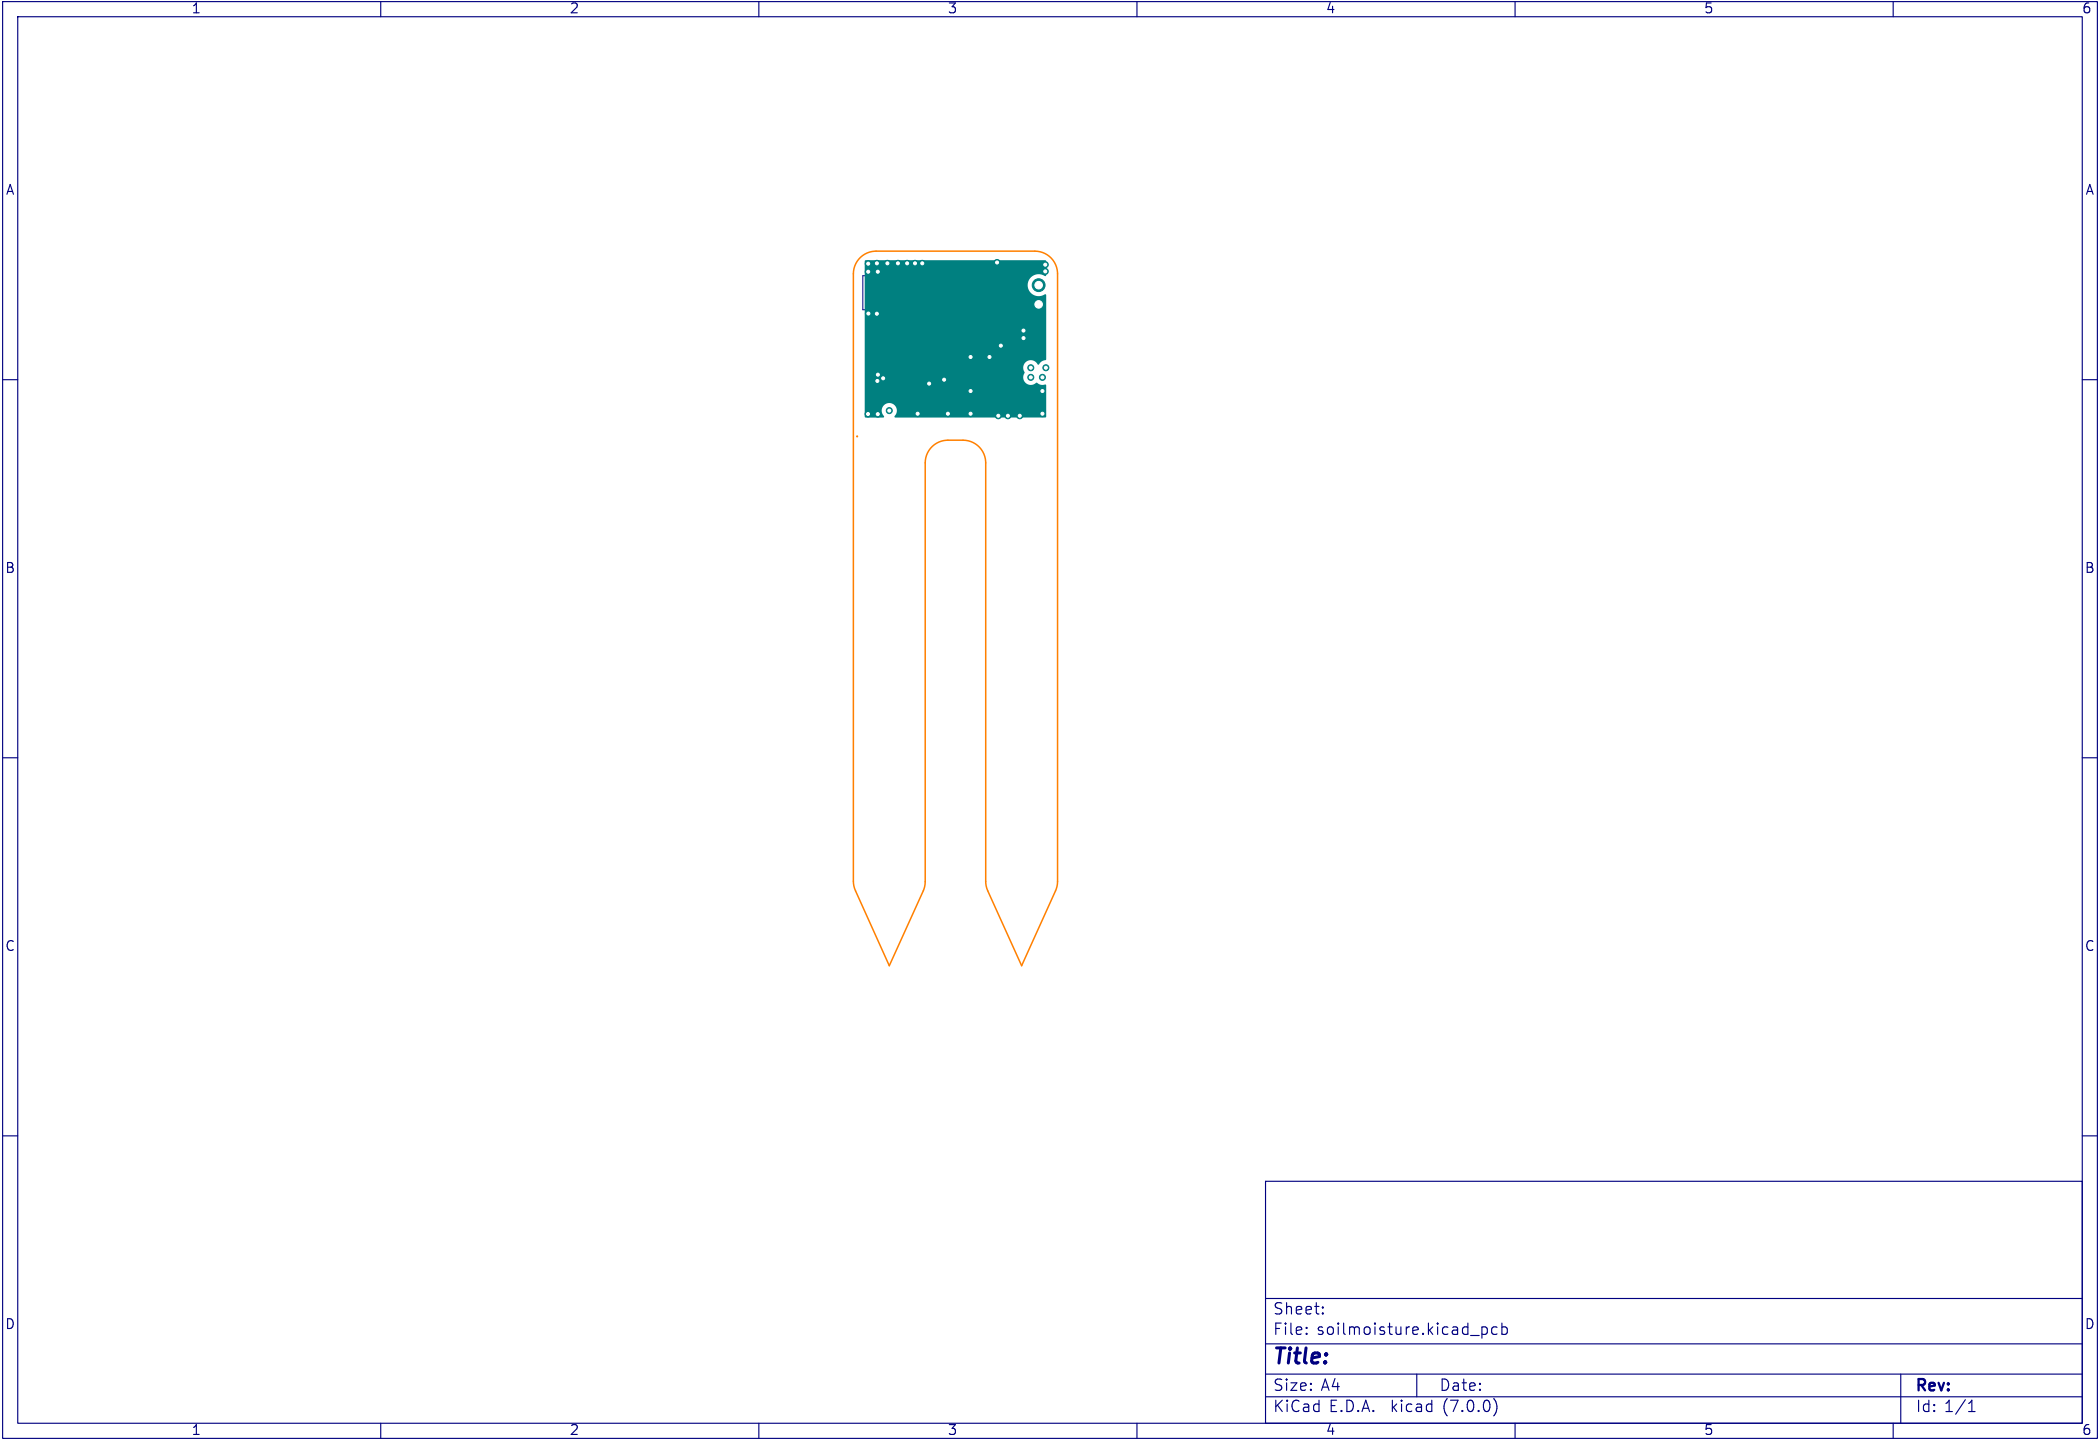 1 2 3 4 5 6
A A
B B
C C
D D
Sheet:
File: soilmoisture.kicad_pcb
Title:
Size: A4 Date: Rev:
KiCad E.D.A. kicad (7.0.0) Id: 1/1
1 2 3 4 5 6